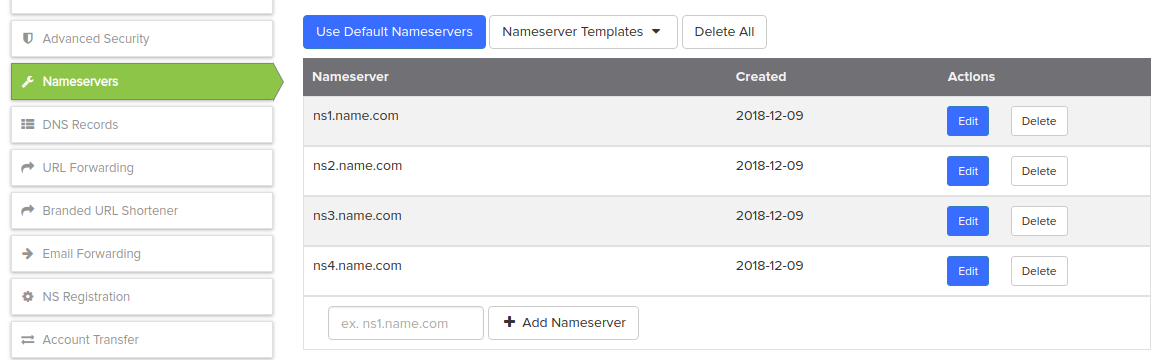 Advanced Security
Nameservers
DNS Records
URL Forwarding
Branded URL Shortener
Email Forwarding
NS Registration
Account Transfer
Use Default Nameservers Nameserver Templates Delete All
Nameserver Created Actions
ns1.name.com 2018-12-09 Edit Delete
ns2.name.com 2018-12-09 Edit Delete
ns3.name.com 2018-12-09 Edit Delete
ns4.name.com 2018-12-09 Edit Delete
ex. ns1.name.com + Add Nameserver